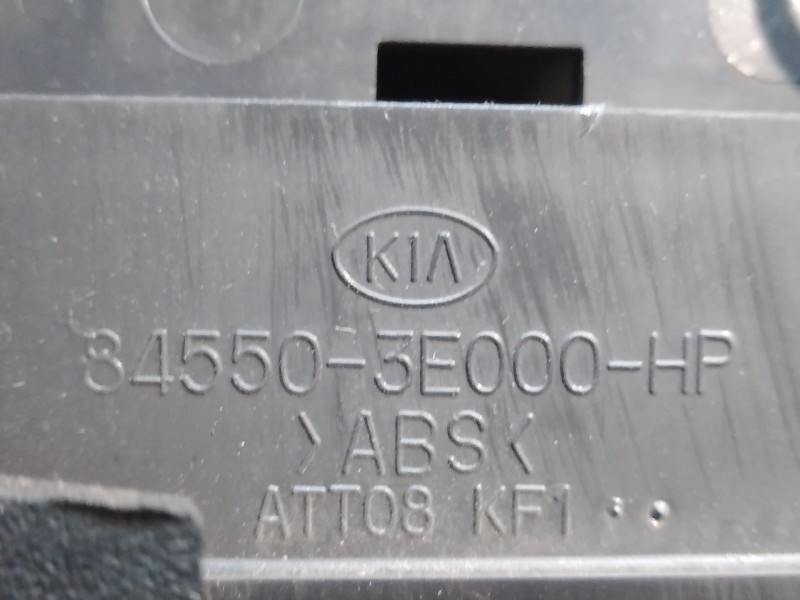 KIA
84550-3E000-HP
>ABS<
ATT08 KF1 ••